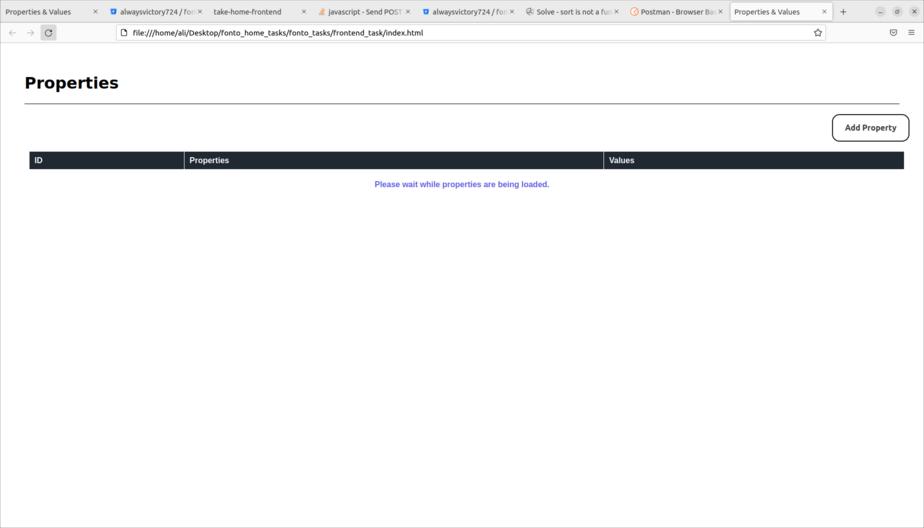 Properties & Values
alwaysvictory724 / fon
take-home-frontend
javascript - Send POST
alwaysvictory724 / fon
Solve - sort is not a fun
Postman - Browser Ba
Properties & Values
file:///home/ali/Desktop/fonto_home_tasks/fonto_tasks/frontend_task/index.html
Properties
Add Property
ID Properties Values
Please wait while properties are being loaded.